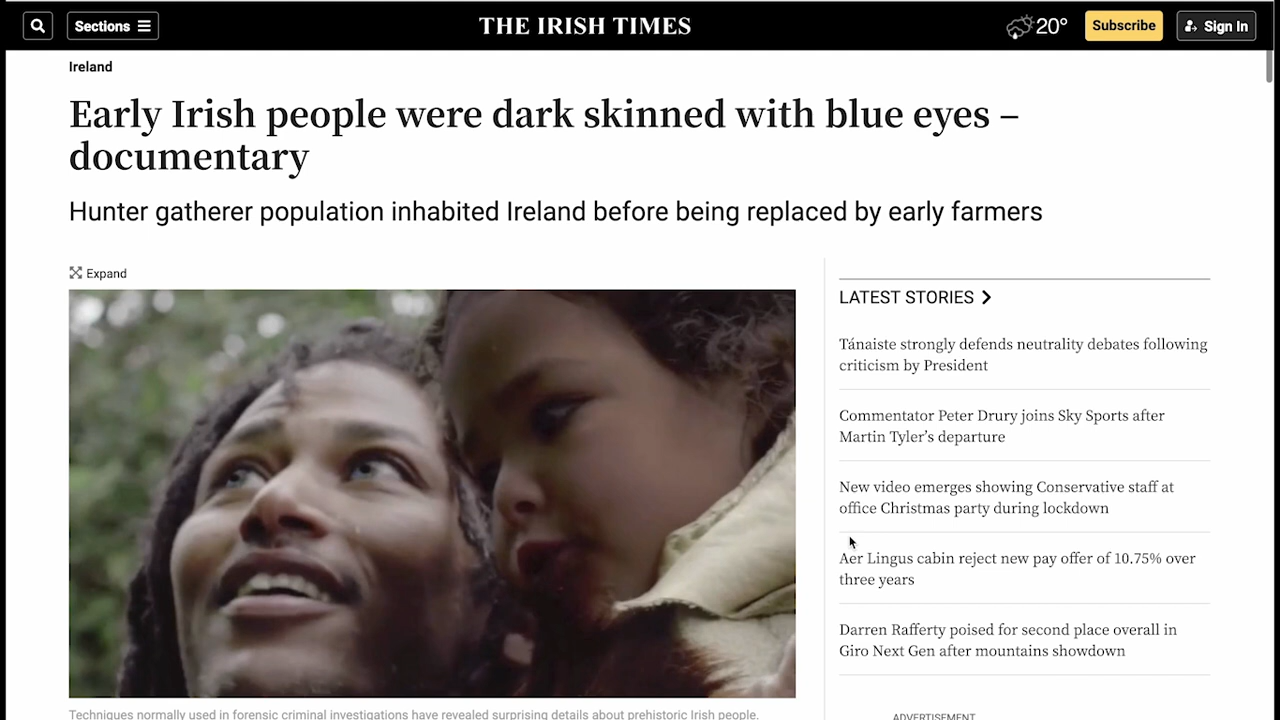 Sections
THE IRISH TIMES
20°
Subscribe
Sign In
Ireland
Early Irish people were dark skinned with blue eyes –
documentary
Hunter gatherer population inhabited Ireland before being replaced by early farmers
Expand
Techniques normally used in forensic criminal investigations have revealed surprising details about prehistoric Irish people.
LATEST STORIES
Tánaiste strongly defends neutrality debates following
criticism by President
Commentator Peter Drury joins Sky Sports after
Martin Tyler's departure
New video emerges showing Conservative staff at
office Christmas party during lockdown
Aer Lingus cabin reject new pay offer of 10.75% over
three years
Darren Rafferty poised for second place overall in
Giro Next Gen after mountains showdown
ADVERTISEMENT